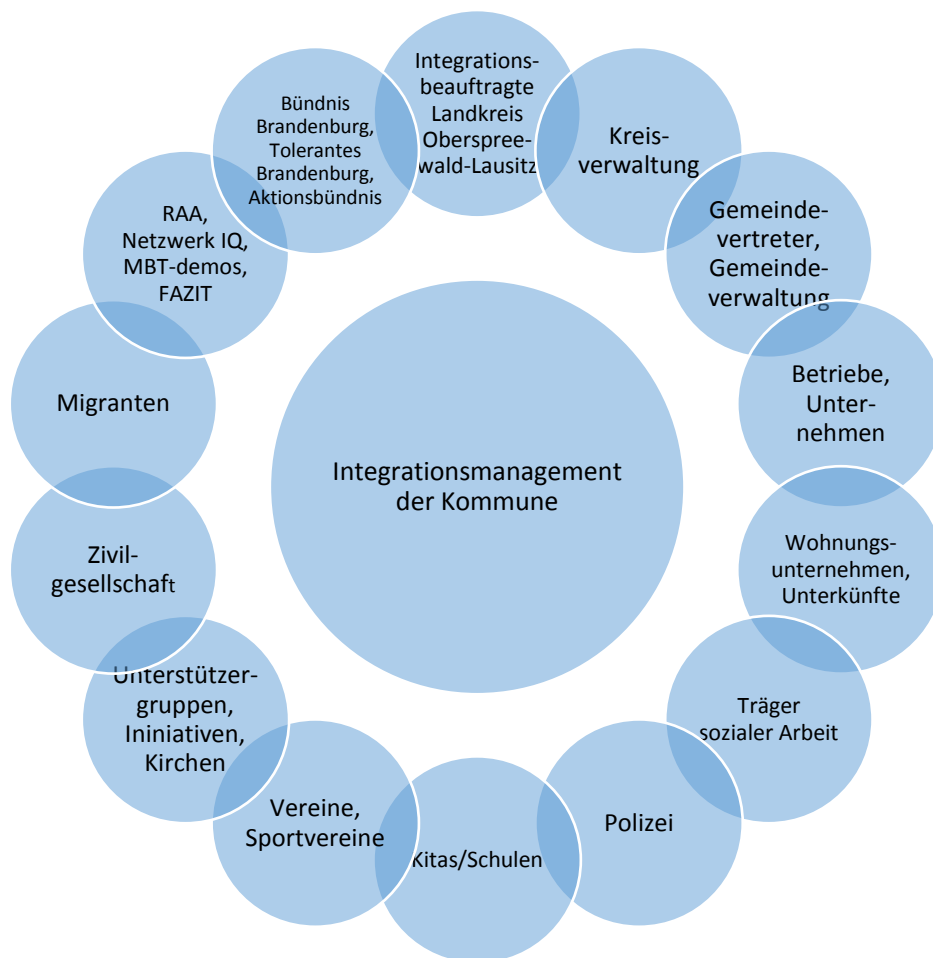 Integrations-
beauftragte
Landkreis
Oberspree-
wald-Lausitz
Kreis-
verwaltung
Gemeinde-
vertreter,
Gemeinde-
verwaltung
Betriebe,
Unter-
nehmen
Wohnungs-
unternehmen,
Unterkünfte
Träger
sozialer Arbeit
Polizei
Kitas/Schulen
Vereine,
Sportvereine
Unterstützer-
gruppen,
Ininiativen,
Kirchen
Zivil-
gesellschaft
Migranten
RAA,
Netzwerk IQ,
MBT-demos,
FAZIT
Bündnis
Brandenburg,
Tolerantes
Brandenburg,
Aktionsbündnis
Integrationsmanagement
der Kommune